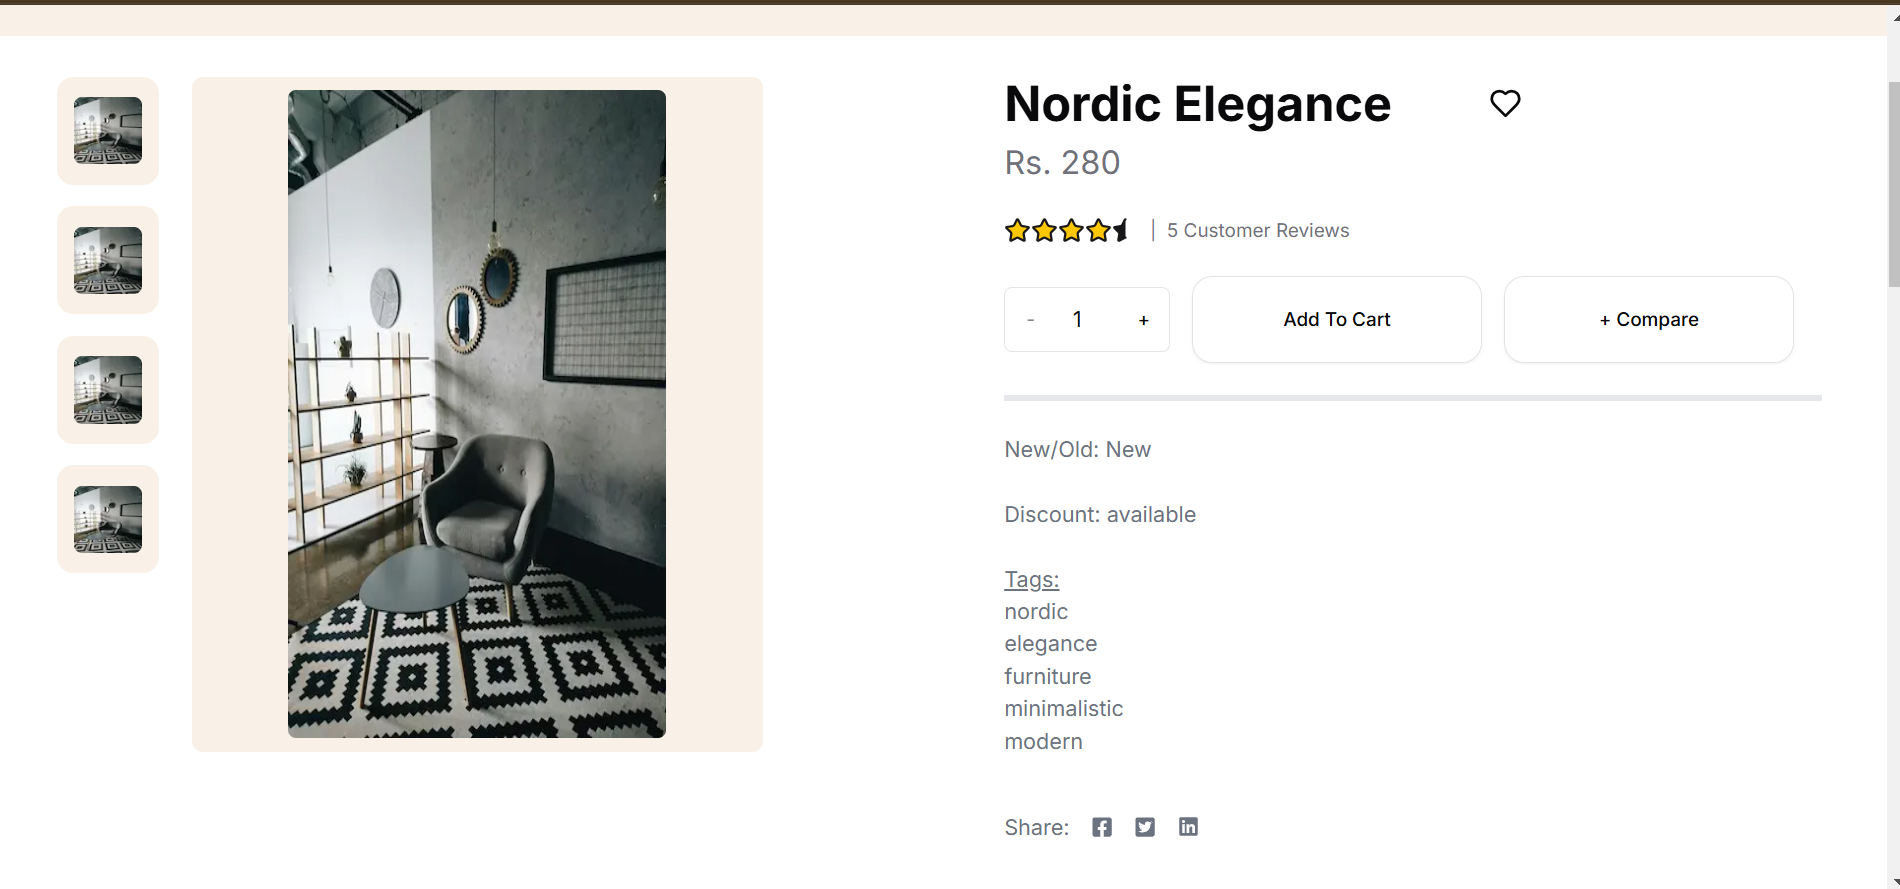 Nordic Elegance
Rs. 280
5 Customer Reviews
- 1 +
Add To Cart
+ Compare
New/Old: New
Discount: available
Tags:
nordic
elegance
furniture
minimalistic
modern
Share: